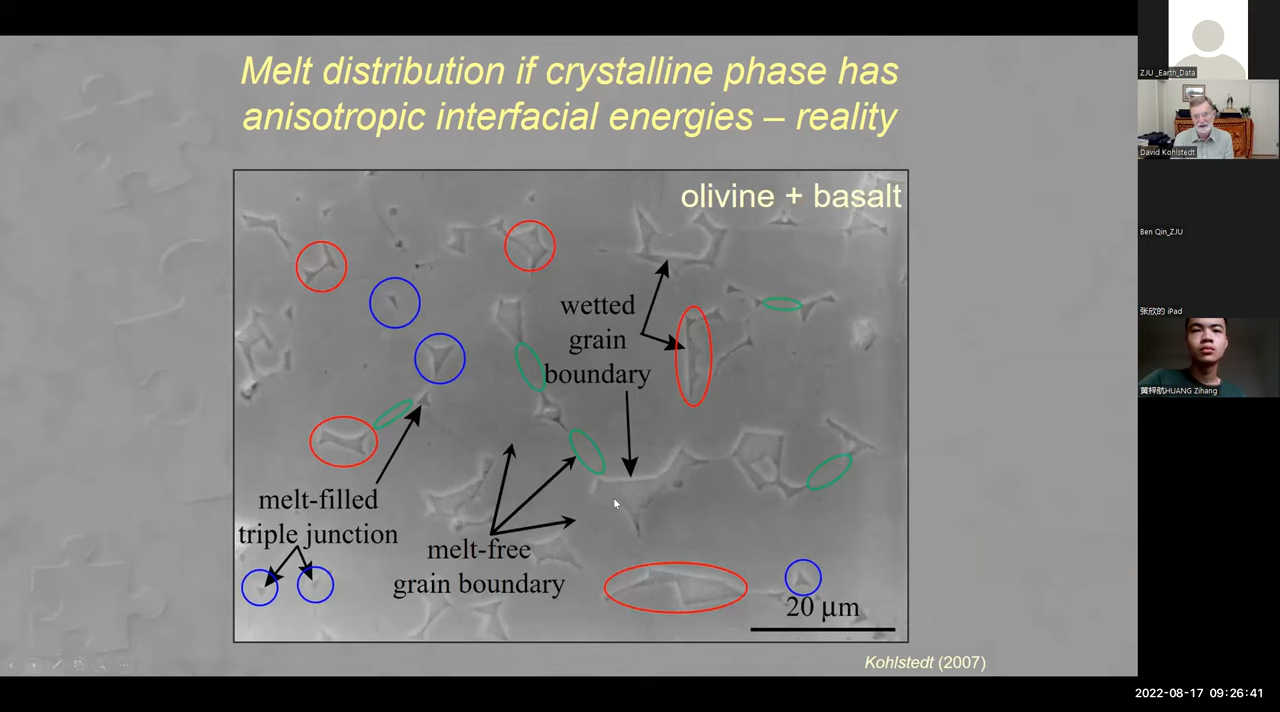 Melt distribution if crystalline phase has
anisotropic interfacial energies – reality
olivine + basalt
wetted
grain
boundary
melt-filled
triple junction
melt-free
grain boundary
20 μm
Kohlstedt (2007)
ZJU _Earth_Data
David Kohlstedt
Ben Qin_ZJU
张欣的 iPad
黄梓航HUANG Zihang
2022-08-17 09:26:41